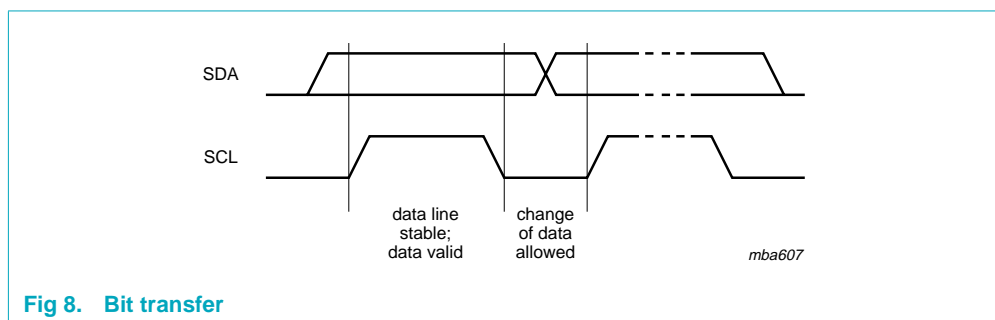 SDA
SCL
data line
stable;
data valid
change
of data
allowed
mba607
Fig 8. Bit transfer